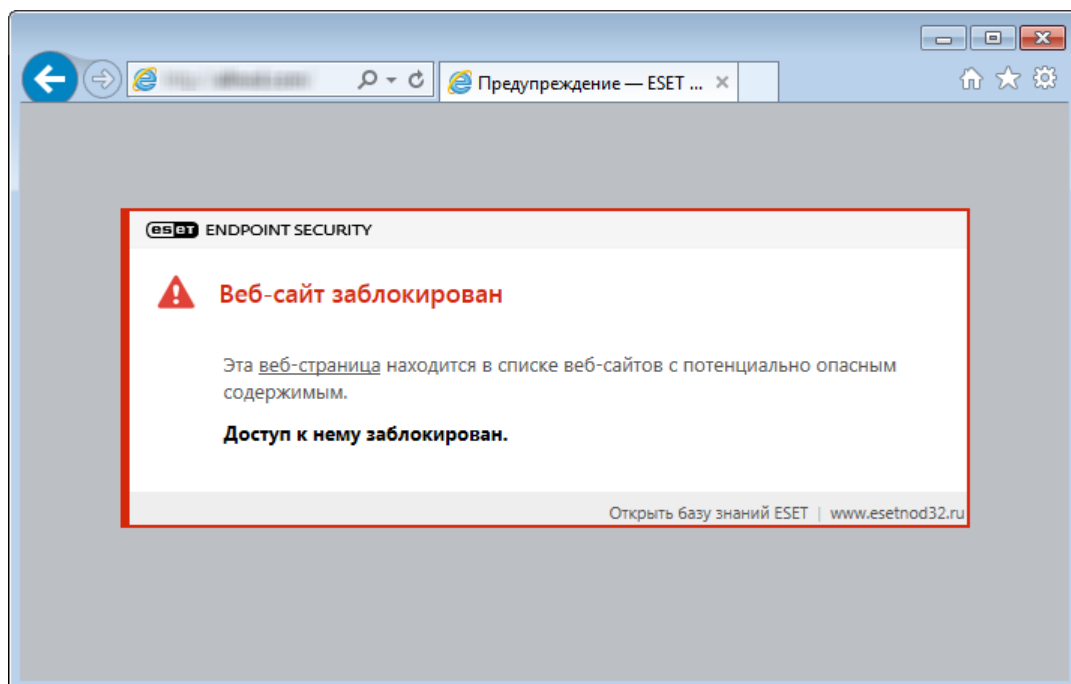 Предупреждение — ESET ...
eset ENDPOINT SECURITY
Веб-сайт заблокирован
Эта веб-страница находится в списке веб-сайтов с потенциально опасным
содержимым.
Доступ к нему заблокирован.
Открыть базу знаний ESET | www.esetnod32.ru